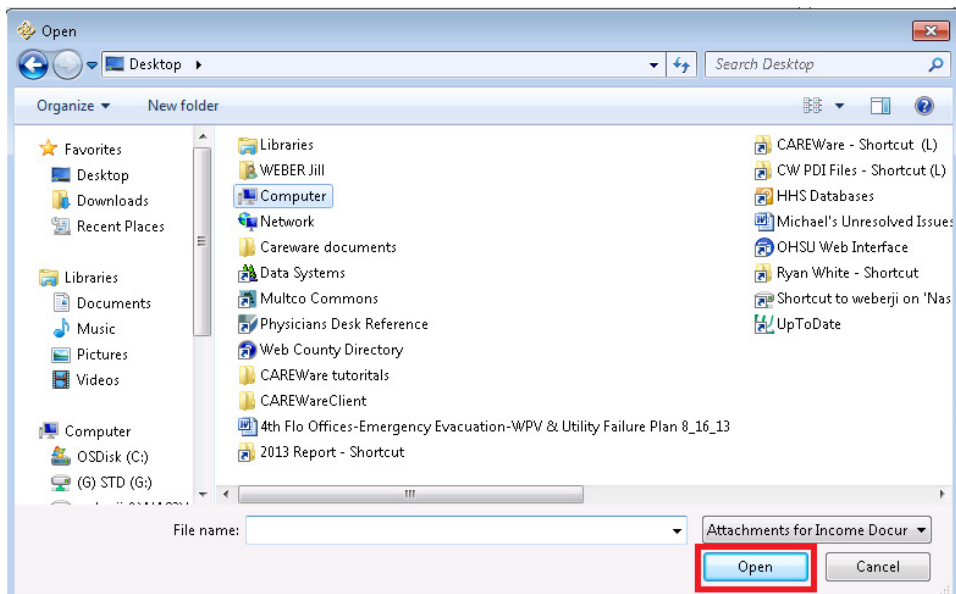 Open
Desktop
Search Desktop
Organize
New folder
Favorites
Desktop
Downloads
Recent Places
Libraries
Documents
Music
Pictures
Videos
Computer
OSDisk (C:)
(G) STD (G:)
Libraries
WEBER Jill
Computer
Network
Careware documents
Data Systems
Multco Commons
Physicians Desk Reference
Web County Directory
CAREWare tutoritals
CAREWareClient
4th Flo Offices-Emergency Evacuation-WPV & Utility Failure Plan 8_16_13
2013 Report - Shortcut
CAREWare - Shortcut (L)
CW PDI Files - Shortcut (L)
HHS Databases
Michael's Unresolved Issues
OHSU Web Interface
Ryan White - Shortcut
Shortcut to weberji on 'Nas
UpToDate
File name:
Attachments for Income Docur
Open
Cancel